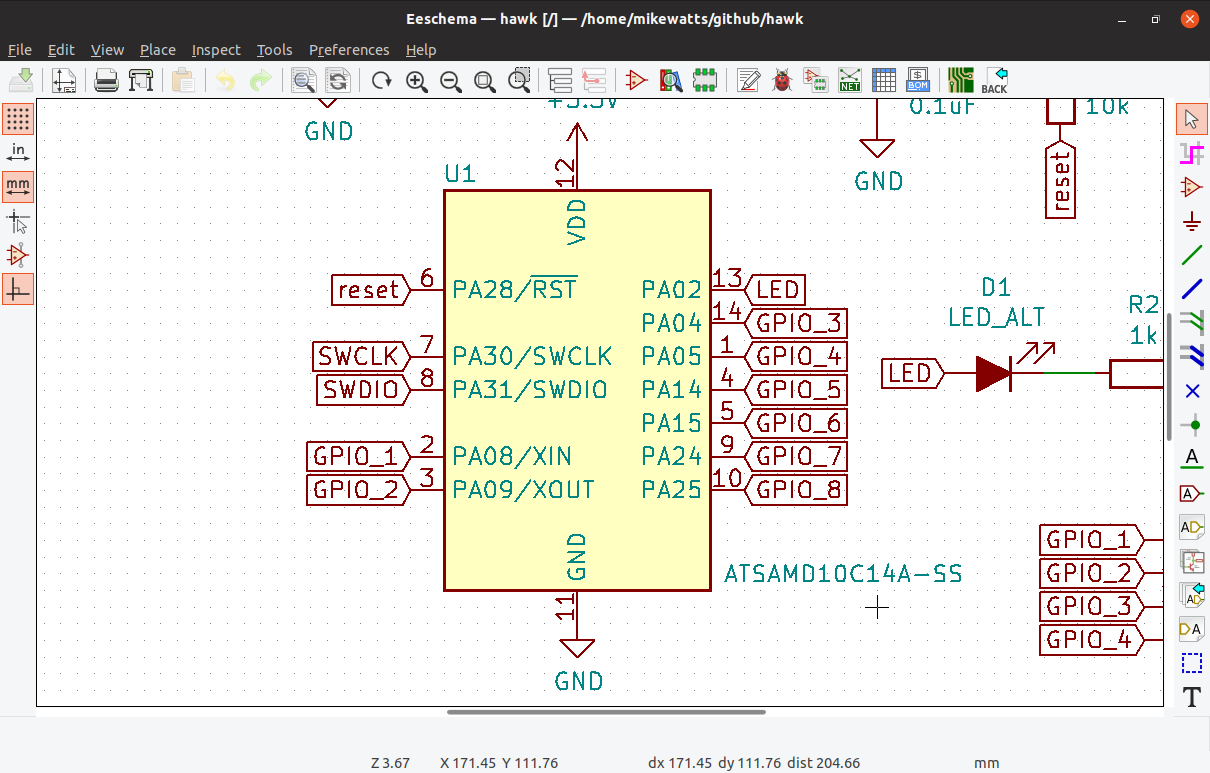 Eeschema — hawk [/] — /home/mikewatts/github/hawk
File Edit View Place Inspect Tools Preferences Help
NET
BOM
BACK
in
mm
+3.3V
0.1uF
10k
GND
GND
reset
12
U1
VDD
reset
6
PA28/RST
PA02
13
LED
PA04
14
GPIO_3
SWCLK
7
PA30/SWCLK
PA05
1
GPIO_4
SWDIO
8
PA31/SWDIO
PA14
4
GPIO_5
PA15
5
GPIO_6
GPIO_1
2
PA08/XIN
PA24
9
GPIO_7
GPIO_2
3
PA09/XOUT
PA25
10
GPIO_8
D1
LED_ALT
R2
1k
LED
GND
ATSAMD10C14A-SS
11
GND
GPIO_1
GPIO_2
GPIO_3
GPIO_4
A
A
AD
AD
DA
T
Z 3.67 X 171.45 Y 111.76 dx 171.45 dy 111.76 dist 204.66 mm